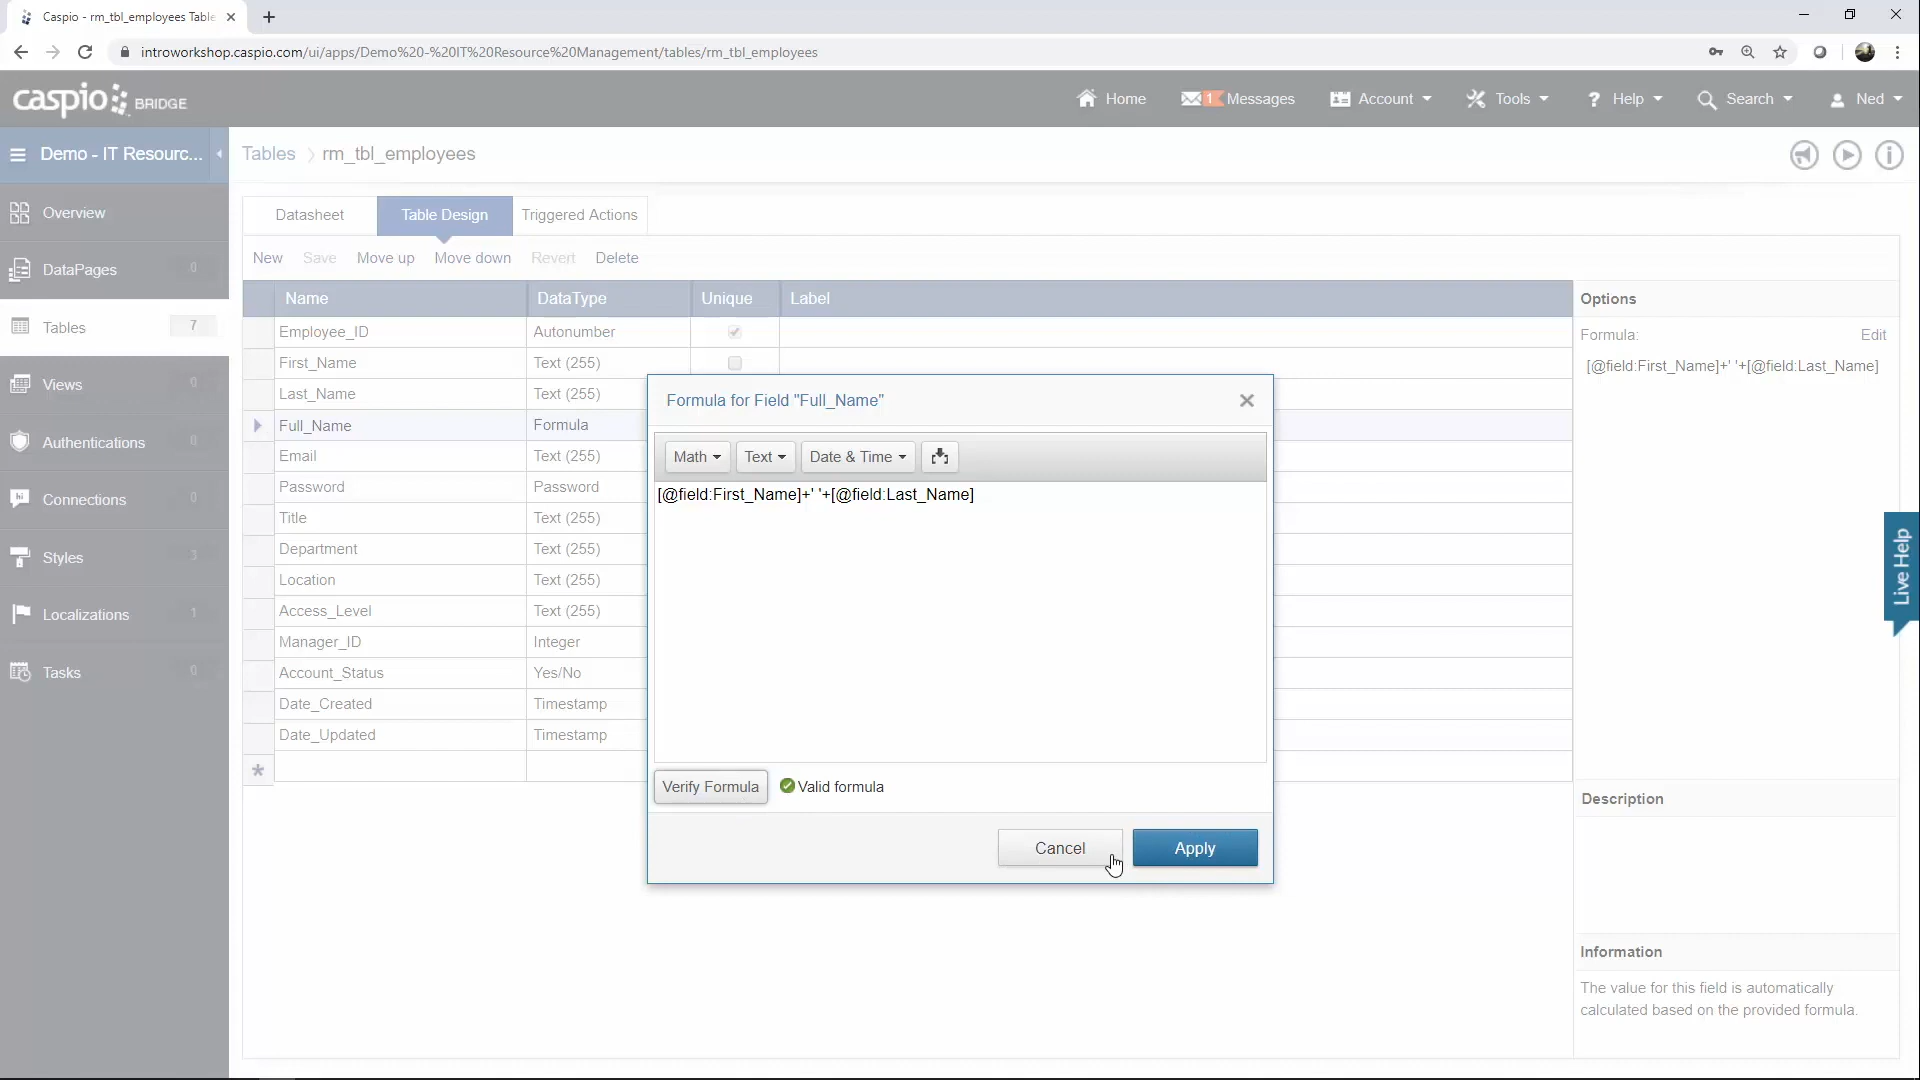 Caspio - rm_tbl_employees Table
introworkshop.caspio.com/ui/apps/Demo%20-%20IT%20Resource%20Management/tables/rm_tbl_employees
caspio BRIDGE
Home
1 Messages
Account
Tools
? Help
Search
Ned
Demo - IT Resourc...
Tables
rm_tbl_employees
Overview
DataPages 0
Tables 7
Views 0
Authentications 0
Connections 0
Styles 3
Localizations 1
Tasks 0
Datasheet
Table Design
Triggered Actions
New Save Move up Move down Revert Delete
Name DataType Unique Label
Employee_ID Autonumber
First_Name Text (255)
Last_Name Text (255)
Full_Name Formula
Email Text (255)
Password Password
Title Text (255)
Department Text (255)
Location Text (255)
Access_Level Text (255)
Manager_ID Integer
Account_Status Yes/No
Date_Created Timestamp
Date_Updated Timestamp
*
Formula for Field "Full_Name"
Math Text Date & Time
[@field:First_Name]+' '+[@field:Last_Name]
Verify Formula
Valid formula
Cancel
Apply
Options
Formula: Edit
[@field:First_Name]+' '+[@field:Last_Name]
Description
Information
The value for this field is automatically
calculated based on the provided formula.
Live Help